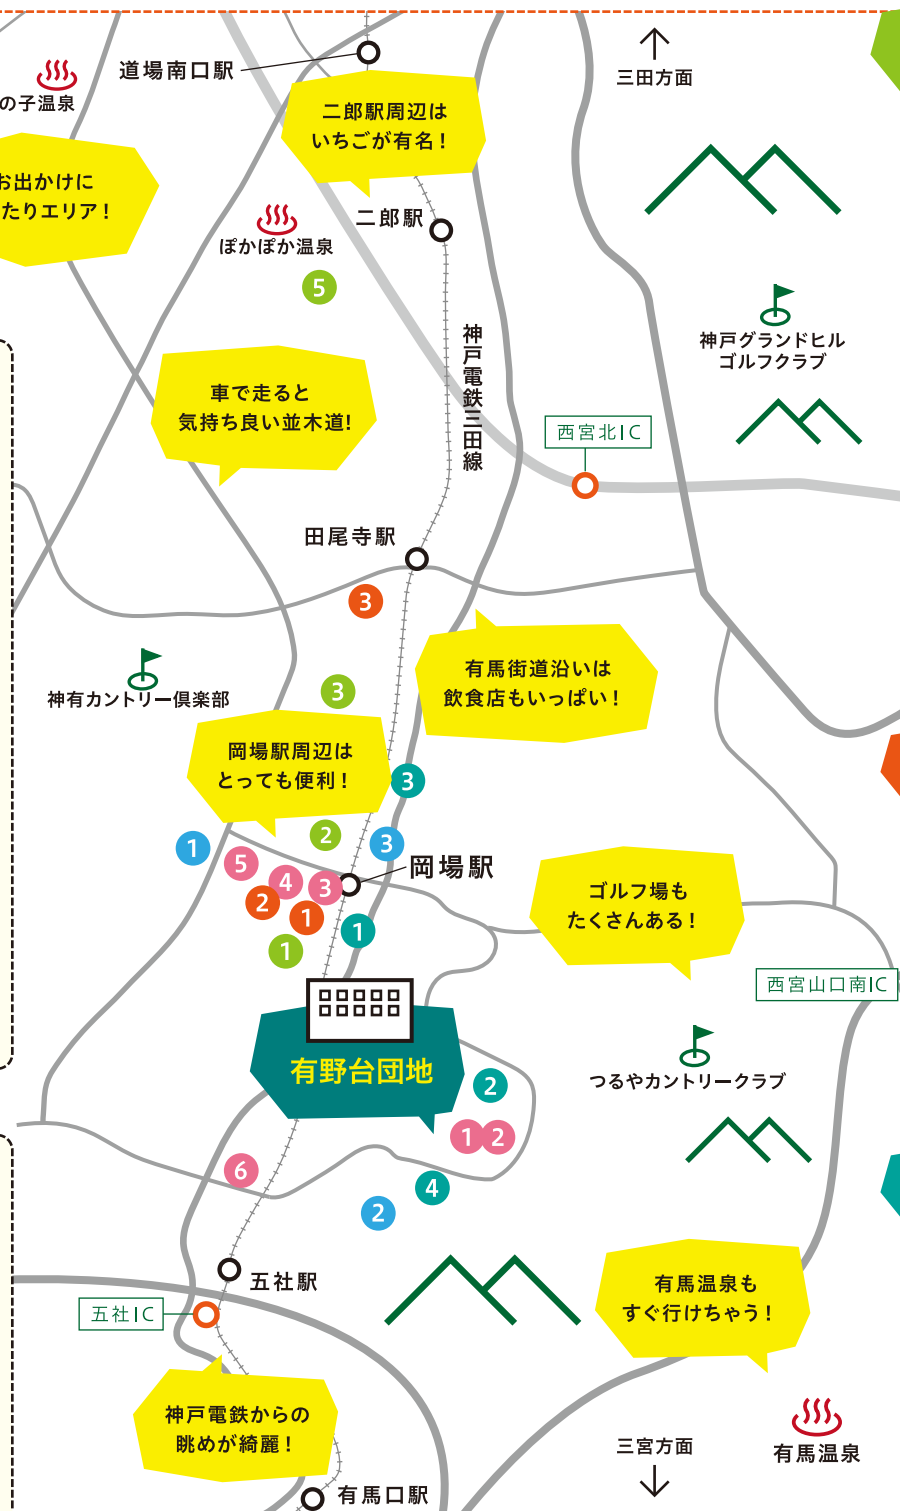 三田方面
道場南口駅
の子温泉
二郎駅周辺は
いちごが有名！
お出かけに
たりエリア！
二郎駅
ぽかぽか温泉
5
神戸電鉄三田線
神戸グランドヒル
ゴルフクラブ
車で走ると
気持ち良い並木道!
西宮北IC
田尾寺駅
3
有馬街道沿いは
飲食店もいっぱい！
神有カントリー倶楽部
3
岡場駅周辺は
とっても便利！
3
2
3
1
5
4
3
岡場駅
2
1
1
1
ゴルフ場も
たくさんある！
西宮山口南IC
有野台団地
つるやカントリークラブ
2
1
2
6
4
2
五社駅
五社IC
有馬温泉も
すぐ行けちゃう！
神戸電鉄からの
眺めが綺麗！
三宮方面
有馬温泉
有馬口駅